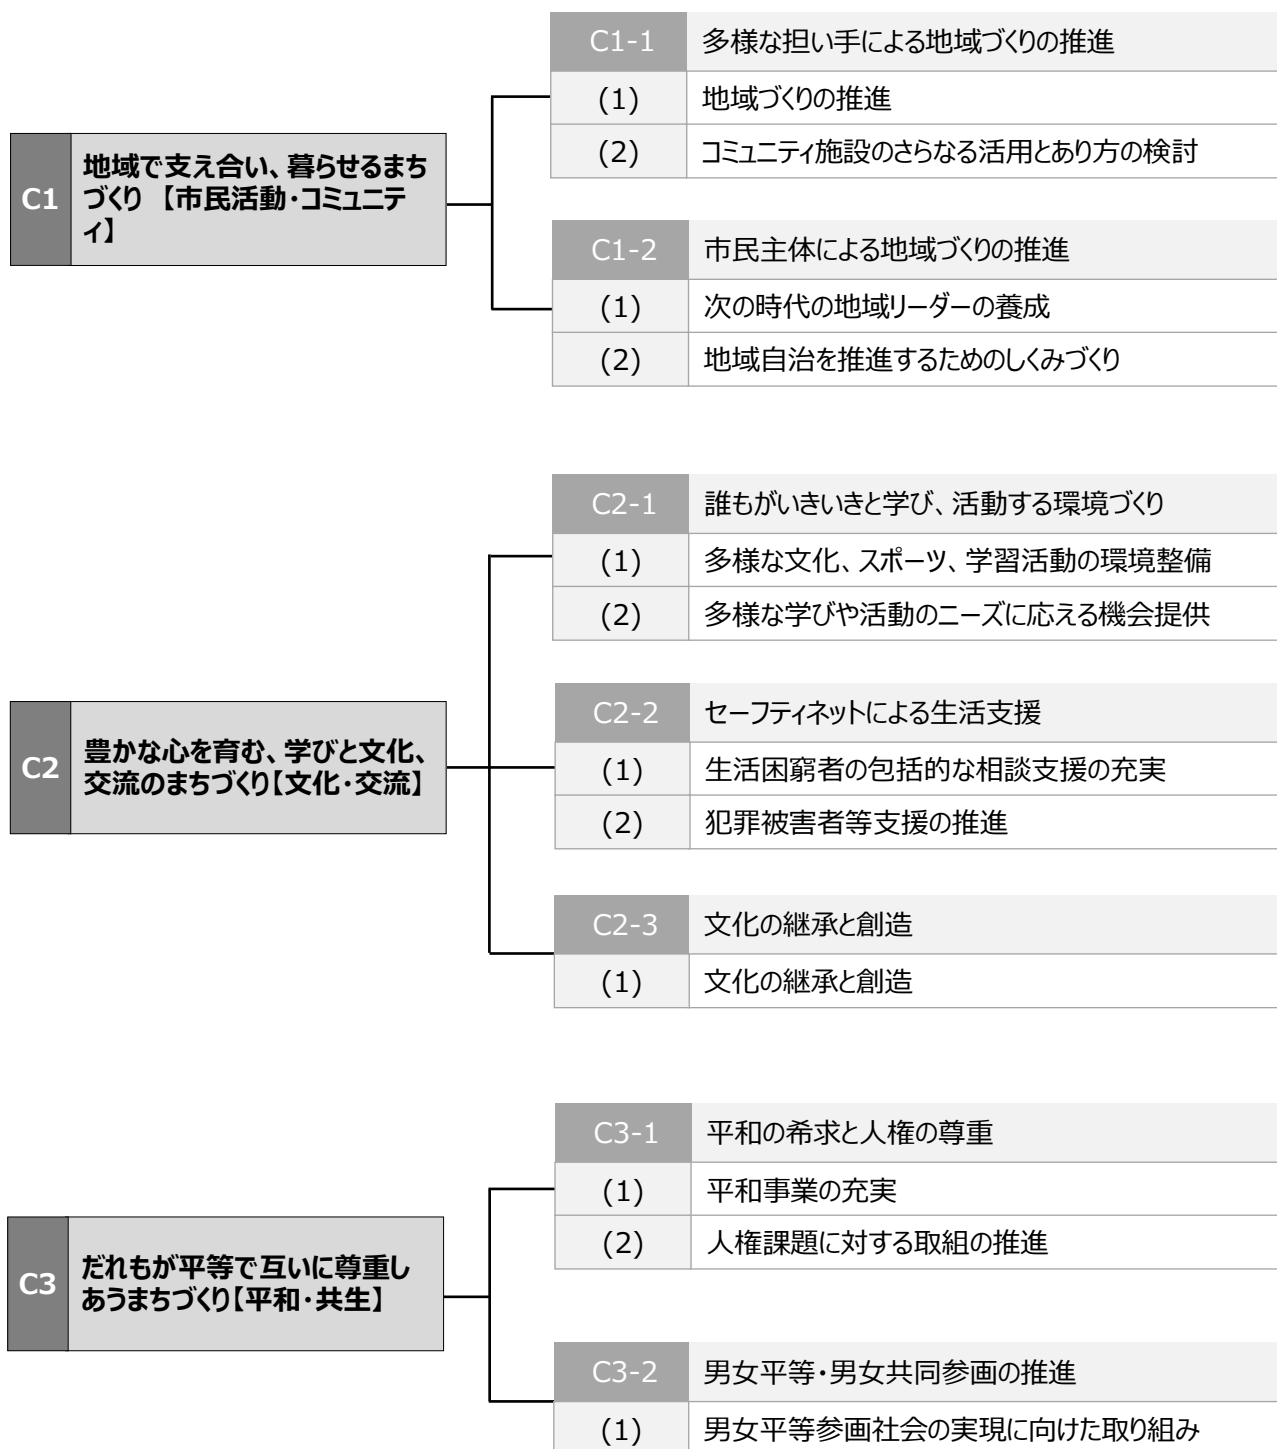 C1
地域で支え合い、暮らせるまち
づくり 【市民活動・コミュニテ
ィ】
C1-1 多様な担い手による地域づくりの推進
(1) 地域づくりの推進
(2) コミュニティ施設のさらなる活用とあり方の検討
C1-2 市民主体による地域づくりの推進
(1) 次の時代の地域リーダーの養成
(2) 地域自治を推進するためのしくみづくり
C2
豊かな心を育む、学びと文化、
交流のまちづくり【文化・交流】
C2-1 誰もがいきいきと学び、活動する環境づくり
(1) 多様な文化、スポーツ、学習活動の環境整備
(2) 多様な学びや活動のニーズに応える機会提供
C2-2 セーフティネットによる生活支援
(1) 生活困窮者の包括的な相談支援の充実
(2) 犯罪被害者等支援の推進
C2-3 文化の継承と創造
(1) 文化の継承と創造
C3
だれもが平等で互いに尊重し
あうまちづくり【平和・共生】
C3-1 平和の希求と人権の尊重
(1) 平和事業の充実
(2) 人権課題に対する取組の推進
C3-2 男女平等・男女共同参画の推進
(1) 男女平等参画社会の実現に向けた取り組み